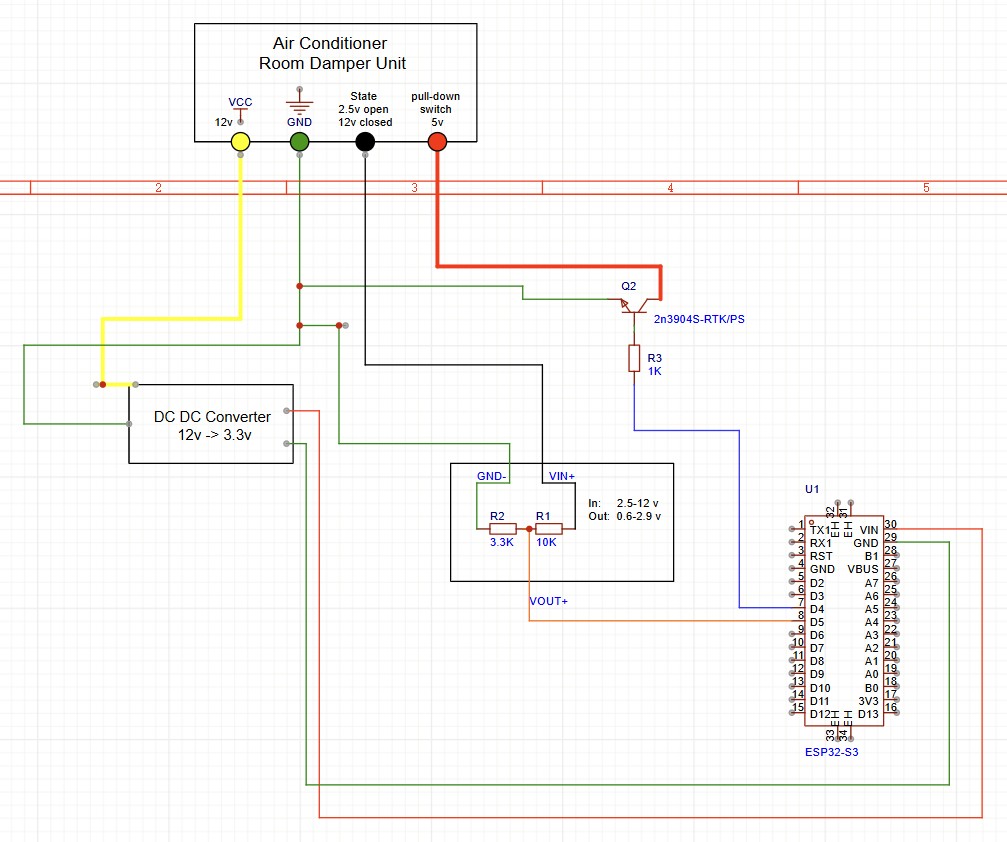 Air Conditioner
Room Damper Unit
VCC
12v
GND
State
2.5v open
12v closed
pull-down
switch
5v
2
3
4
5
Q2
2n3904S-RTK/PS
R3
1K
DC DC Converter
12v -> 3.3v
GND-
VIN+
R2
R1
3.3K
10K
In: 2.5-12 v
Out: 0.6-2.9 v
VOUT+
U1
32
31
EH
EH
1 TX1 VIN 30
2 RX1 GND 29
3 RST B1 28
4 GND VBUS 27
5 D2 A7 26
6 D3 A6 25
7 D4 A5 24
8 D5 A4 23
9 D6 A3 22
10 D7 A2 21
11 D8 A1 20
12 D9 A0 19
13 D10 B0 18
14 D11 3V3 17
15 D12 D13 16
EH
EH
33
34
ESP32-S3